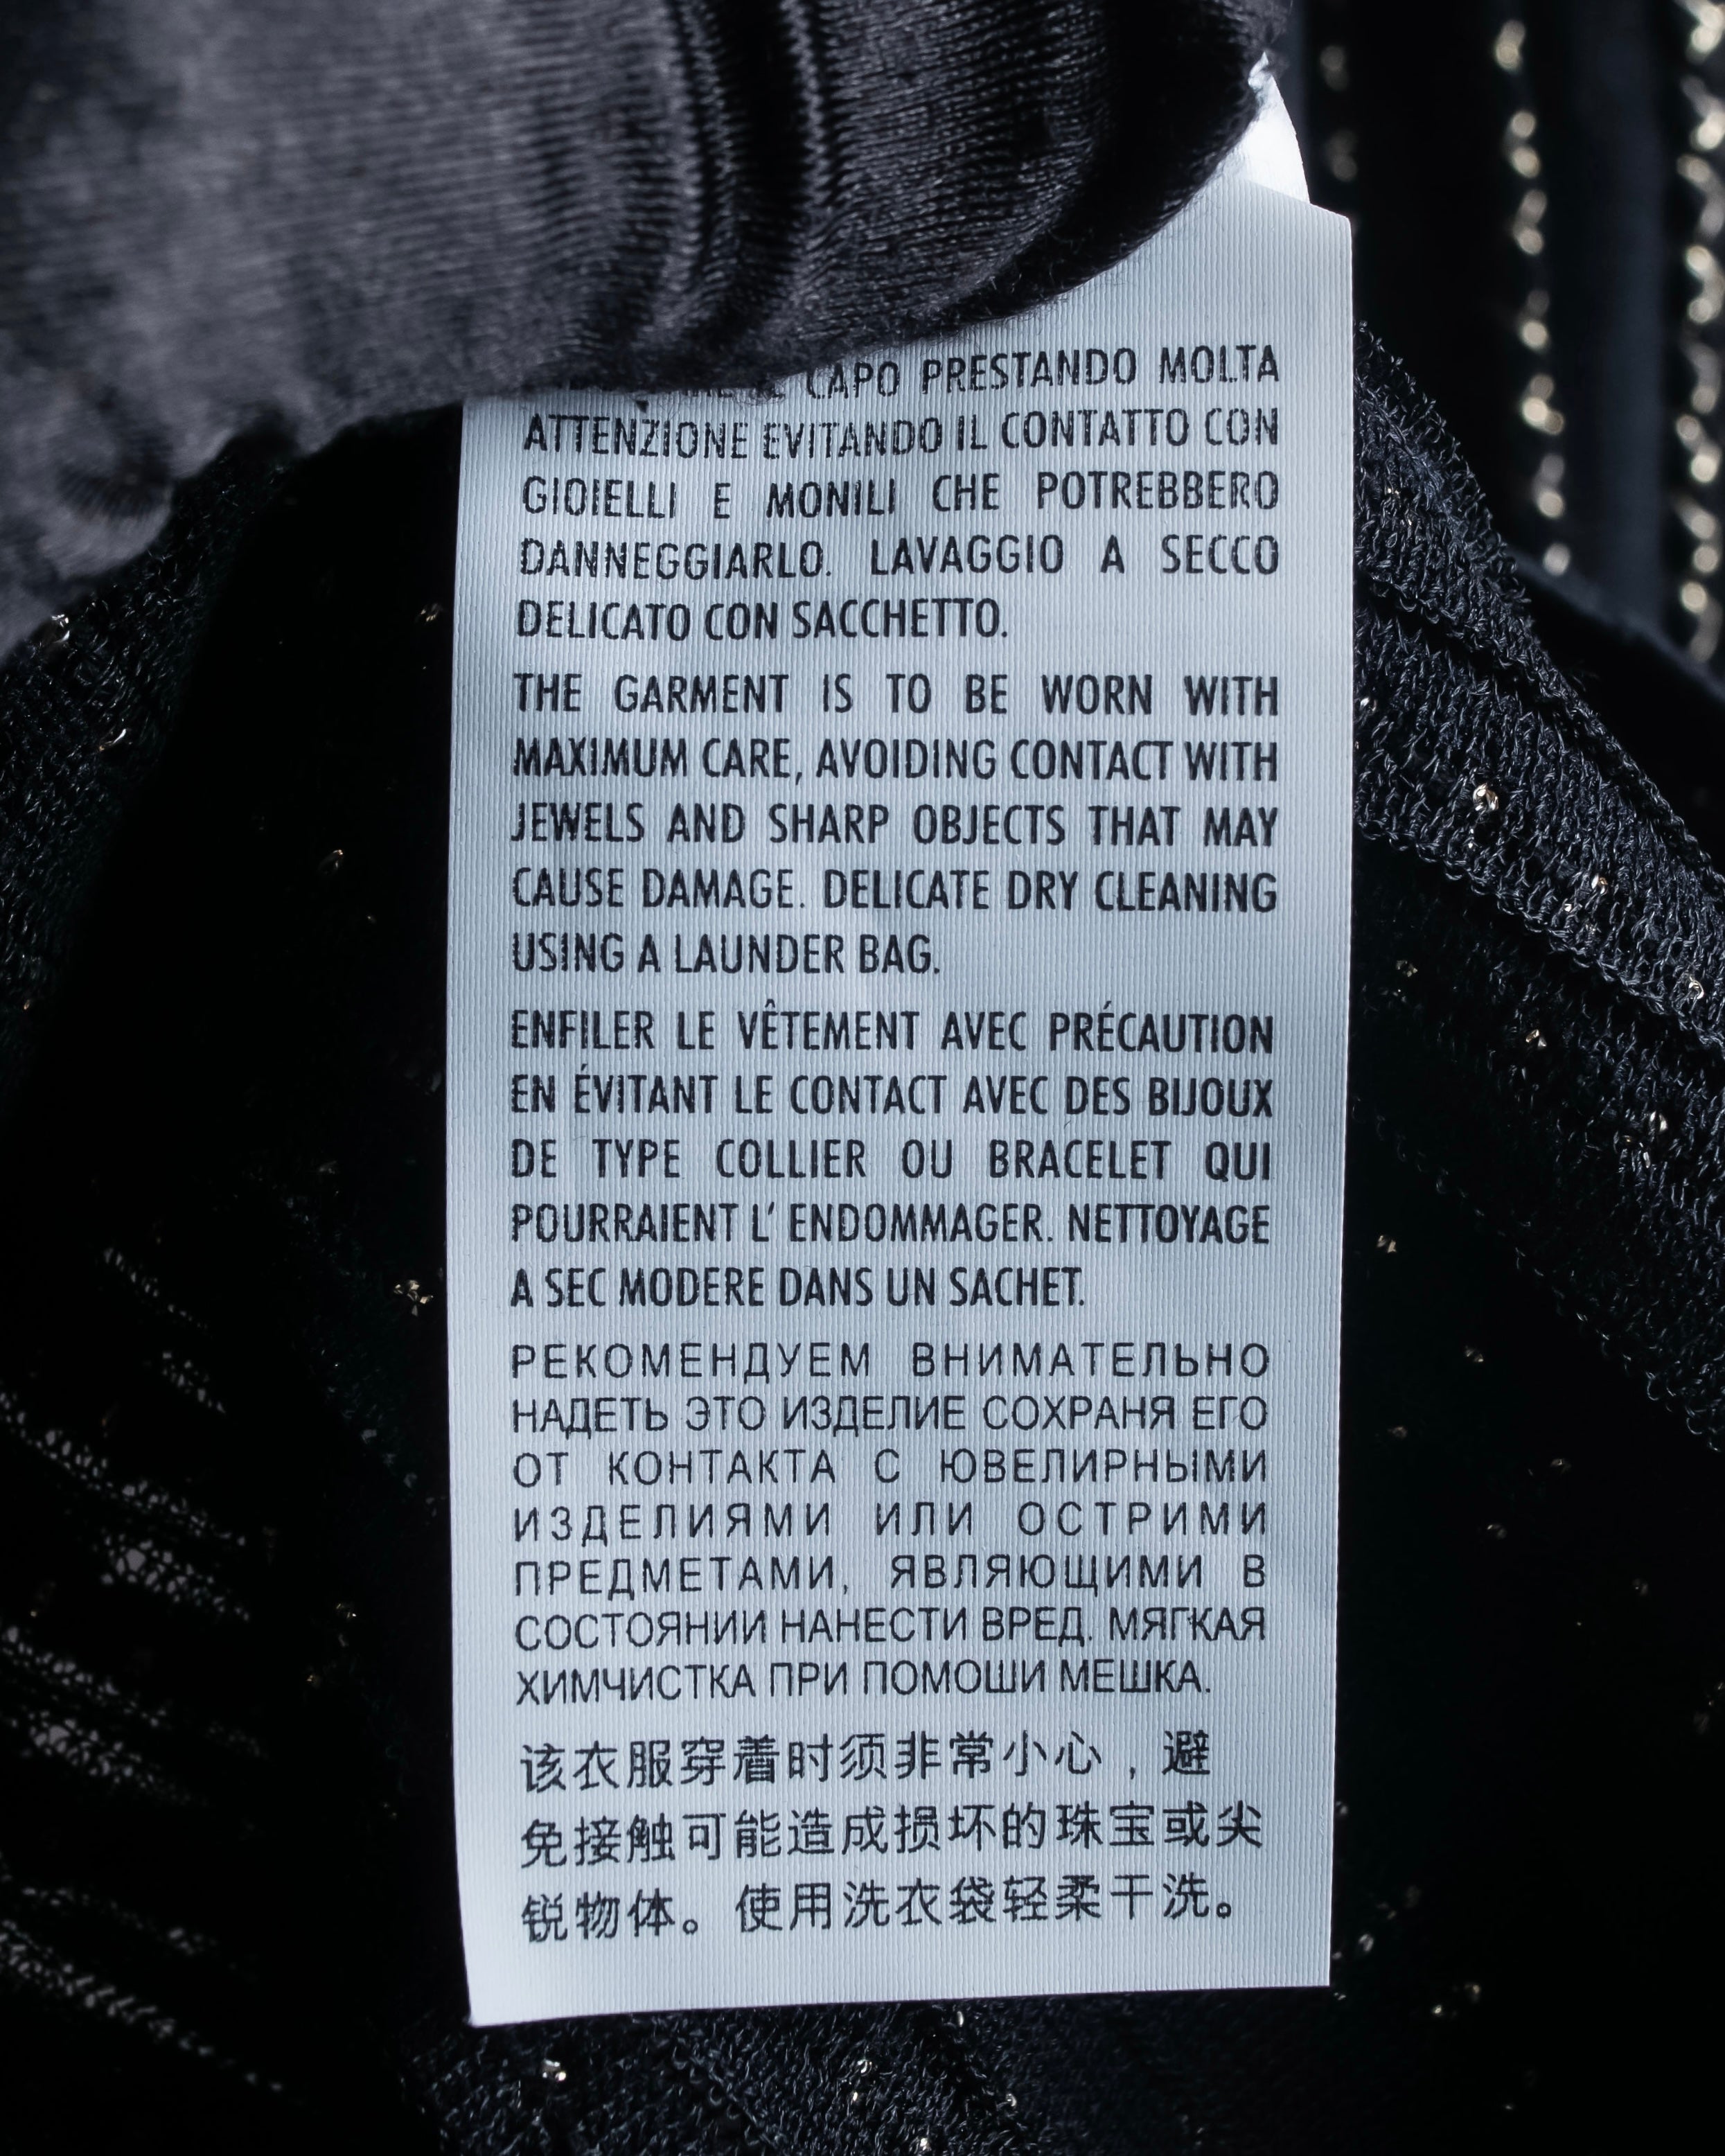 CAPO PRESTANDO MOLTA
ATTENZIONE EVITANDO IL CONTATTO CON
GIOIELLI E MONILI CHE POTREBBERO
DANNEGGIARLO. LAVAGGIO A SECCO
DELICATO CON SACCHETTO.
THE GARMENT IS TO BE WORN WITH
MAXIMUM CARE, AVOIDING CONTACT WITH
JEWELS AND SHARP OBJECTS THAT MAY
CAUSE DAMAGE. DELICATE DRY CLEANING
USING A LAUNDER BAG.
ENFILER LE VÊTEMENT AVEC PRÉCAUTION
EN ÉVITANT LE CONTACT AVEC DES BIJOUX
DE TYPE COLLIER OU BRACELET QUI
POURRAIENT L' ENDOMMAGER. NETTOYAGE
A SEC MODERE DANS UN SACHET.
РЕКОМЕНДУЕМ ВНИМАТЕЛЬНО
НАДЕТЬ ЭТО ИЗДЕЛИЕ СОХРАНЯ ЕГО
ОТ КОНТАКТА С ЮВЕЛИРНЫМИ
ИЗДЕЛИЯМИ ИЛИ ОСТРИМИ
ПРЕДМЕТАМИ, ЯВЛЯЮЩИМИ В
СОСТОЯНИИ НАНЕСТИ ВРЕД. МЯГКАЯ
ХИМЧИСТКА ПРИ ПОМОШИ МЕШКА.
该衣服穿着时须非常小心，避
免接触可能造成损坏的珠宝或尖
锐物体。使用洗衣袋轻柔干洗。